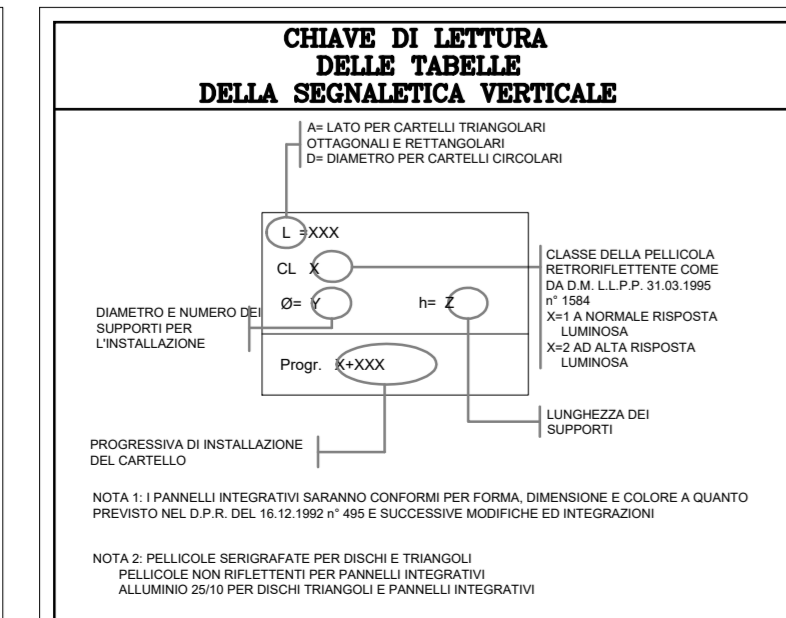 CHIAVE DI LETTURA
DELLE TABELLE
DELLA SEGNALETICA VERTICALE
A= LATO PER CARTELLI TRIANGOLARI
OTTAGONALI E RETTANGOLARI
D= DIAMETRO PER CARTELLI CIRCOLARI
L =XXX
CL X
Ø= Y h= Z
Progr. X+XXX
CLASSE DELLA PELLICOLA
RETRORIFLETTENTE COME
DA D.M. L.L.P.P. 31.03.1995
n° 1584
X=1 A NORMALE RISPOSTA
LUMINOSA
X=2 AD ALTA RISPOSTA
LUMINOSA
DIAMETRO E NUMERO DEI
SUPPORTI PER
L'INSTALLAZIONE
LUNGHEZZA DEI
SUPPORTI
PROGRESSIVA DI INSTALLAZIONE
DEL CARTELLO
NOTA 1: I PANNELLI INTEGRATIVI SARANNO CONFORMI PER FORMA, DIMENSIONE E COLORE A QUANTO
PREVISTO NEL D.P.R. DEL 16.12.1992 n° 495 E SUCCESSIVE MODIFICHE ED INTEGRAZIONI
NOTA 2: PELLICOLE SERIGRAFATE PER DISCHI E TRIANGOLI
PELLICOLE NON RIFLETTENTI PER PANNELLI INTEGRATIVI
ALLUMINIO 25/10 PER DISCHI TRIANGOLI E PANNELLI INTEGRATIVI